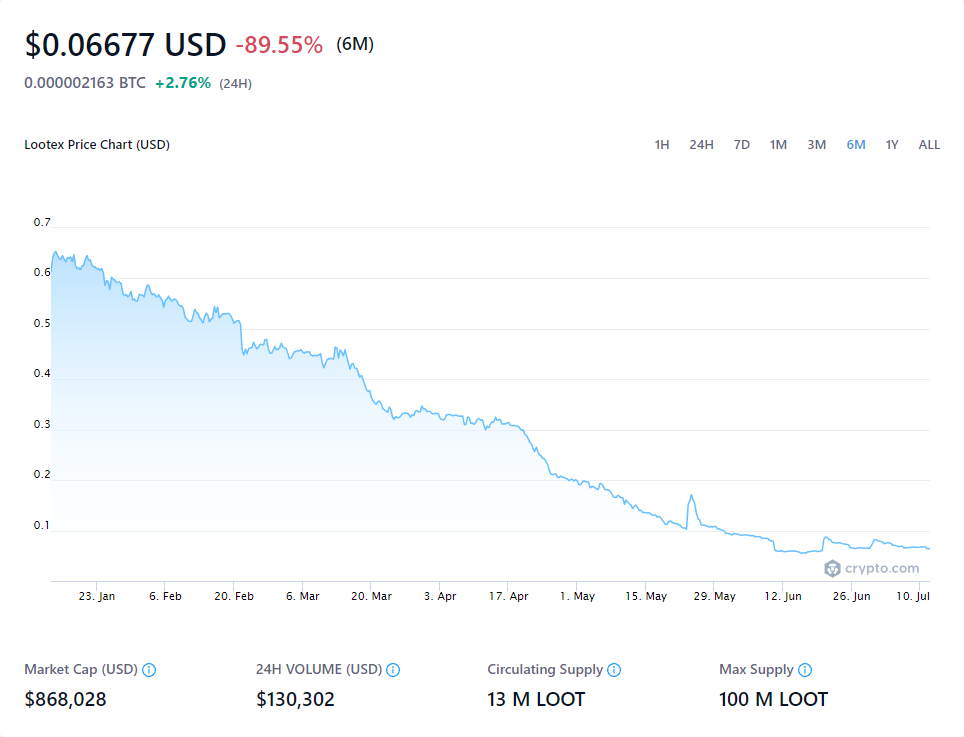 $0.06677 USD -89.55% (6M)
0.000002163 BTC +2.76% (24H)
Lootex Price Chart (USD) 1H 24H 7D 1M 3M 6M 1Y ALL
0.7
0.6
0.5
0.4
0.3
0.2
0.1
crypto.com
23. Jan 6. Feb 20. Feb 6. Mar 20. Mar 3. Apr 17. Apr 1. May 15. May 29. May 12. Jun 26. Jun 10. Jul
Market Cap (USD) 24H VOLUME (USD) Circulating Supply Max Supply
$868,028 $130,302 13 M LOOT 100 M LOOT